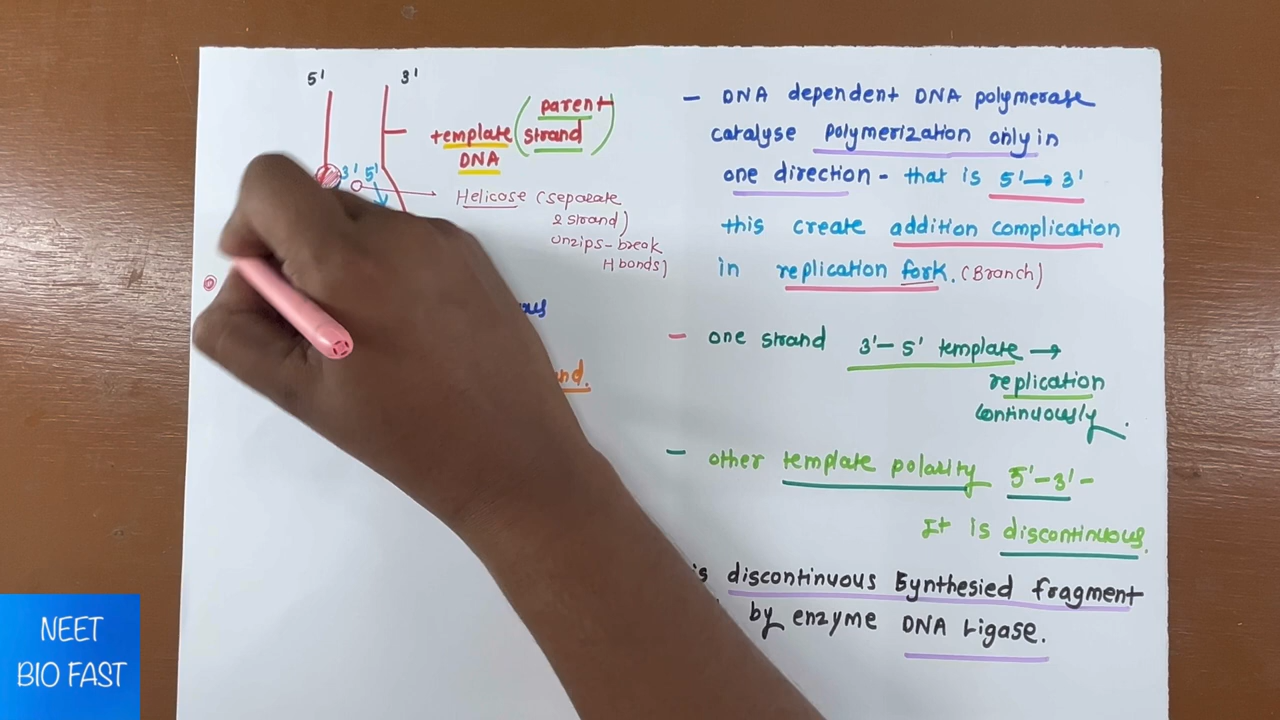 5' 3'
template (parent strand)
DNA
3' 5'
Helicase (separate
2 strand)
unzips-break
H bonds)
- DNA dependent DNA polymerase
catalyse polymerization only in
one direction - that is 5'→3'
this create addition complication
in replication fork. (Branch)
- one strand 3'-5' template →
replication
continuously.
- other template polarity 5'-3'-
It is discontinuous.
discontinuous synthesied fragment
by enzyme DNA Ligase.
NEET
BIO FAST